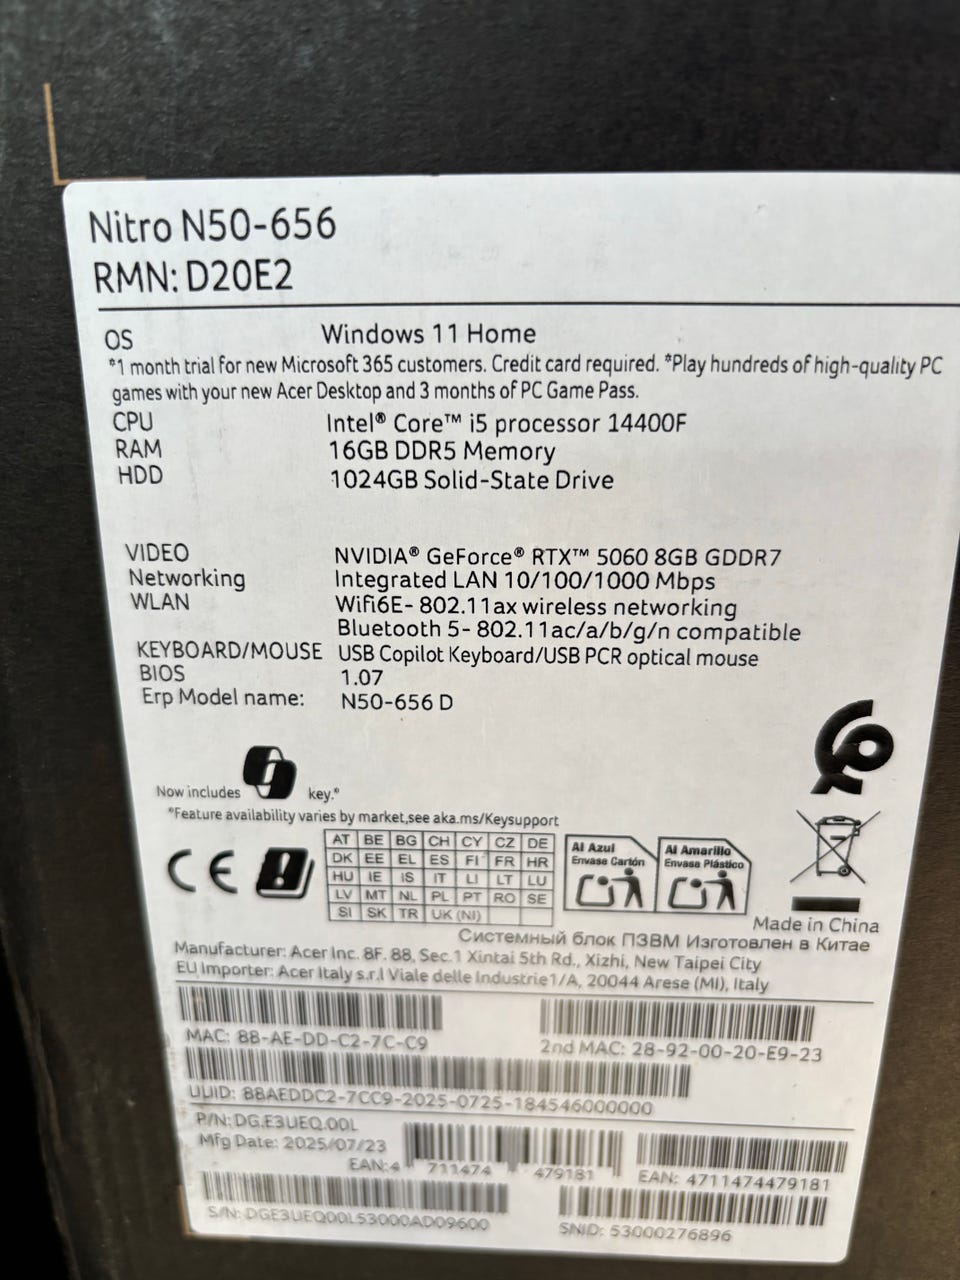 Nitro N50-656
RMN: D20E2
OS Windows 11 Home
*1 month trial for new Microsoft 365 customers. Credit card required. *Play hundreds of high-quality PC
games with your new Acer Desktop and 3 months of PC Game Pass.
CPU Intel® Core™ i5 processor 14400F
RAM 16GB DDR5 Memory
HDD 1024GB Solid-State Drive
VIDEO NVIDIA® GeForce® RTX™ 5060 8GB GDDR7
Networking Integrated LAN 10/100/1000 Mbps
WLAN Wifi6E- 802.11ax wireless networking
Bluetooth 5- 802.11ac/a/b/g/n compatible
KEYBOARD/MOUSE USB Copilot Keyboard/USB PCR optical mouse
BIOS 1.07
Erp Model name: N50-656 D
Now includes key.*
*Feature availability varies by market,see aka.ms/Keysupport
CE
AT BE BG CH CY CZ DE
DK EE EL ES FI FR HR
HU IE IS IT LI LT LU
LV MT NL PL PT RO SE
SI SK TR UK (NI)
Al Azul
Envase Cartón
Al Amarillo
Envase Plástico
Made in China
Системный блок ПЗВМ Изготовлен в Китае
Manufacturer: Acer Inc. 8F. 88, Sec.1 Xintai 5th Rd., Xizhi, New Taipei City
EU Importer: Acer Italy s.r.l Viale delle Industrie1/A, 20044 Arese (MI), Italy
MAC: 88-AE-DD-C2-7C-C9
2nd MAC: 28-92-00-20-E9-23
UUID: 88AEDDC2-7CC9-2025-0725-184546000000
P/N: DG.E3UEQ.00L
Mfg Date: 2025/07/23
EAN:4 711474 479181
EAN: 4711474479181
S/N: DGE3UEQ00L53000AD09600
SNID: 53000276896